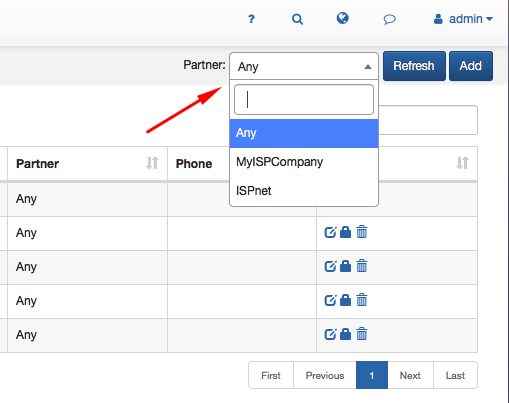 ? admin
Partner: Any Refresh Add
Any
MyISPCompany
ISPnet
Partner Phone
Any
Any
Any
Any
Any
First Previous 1 Next Last